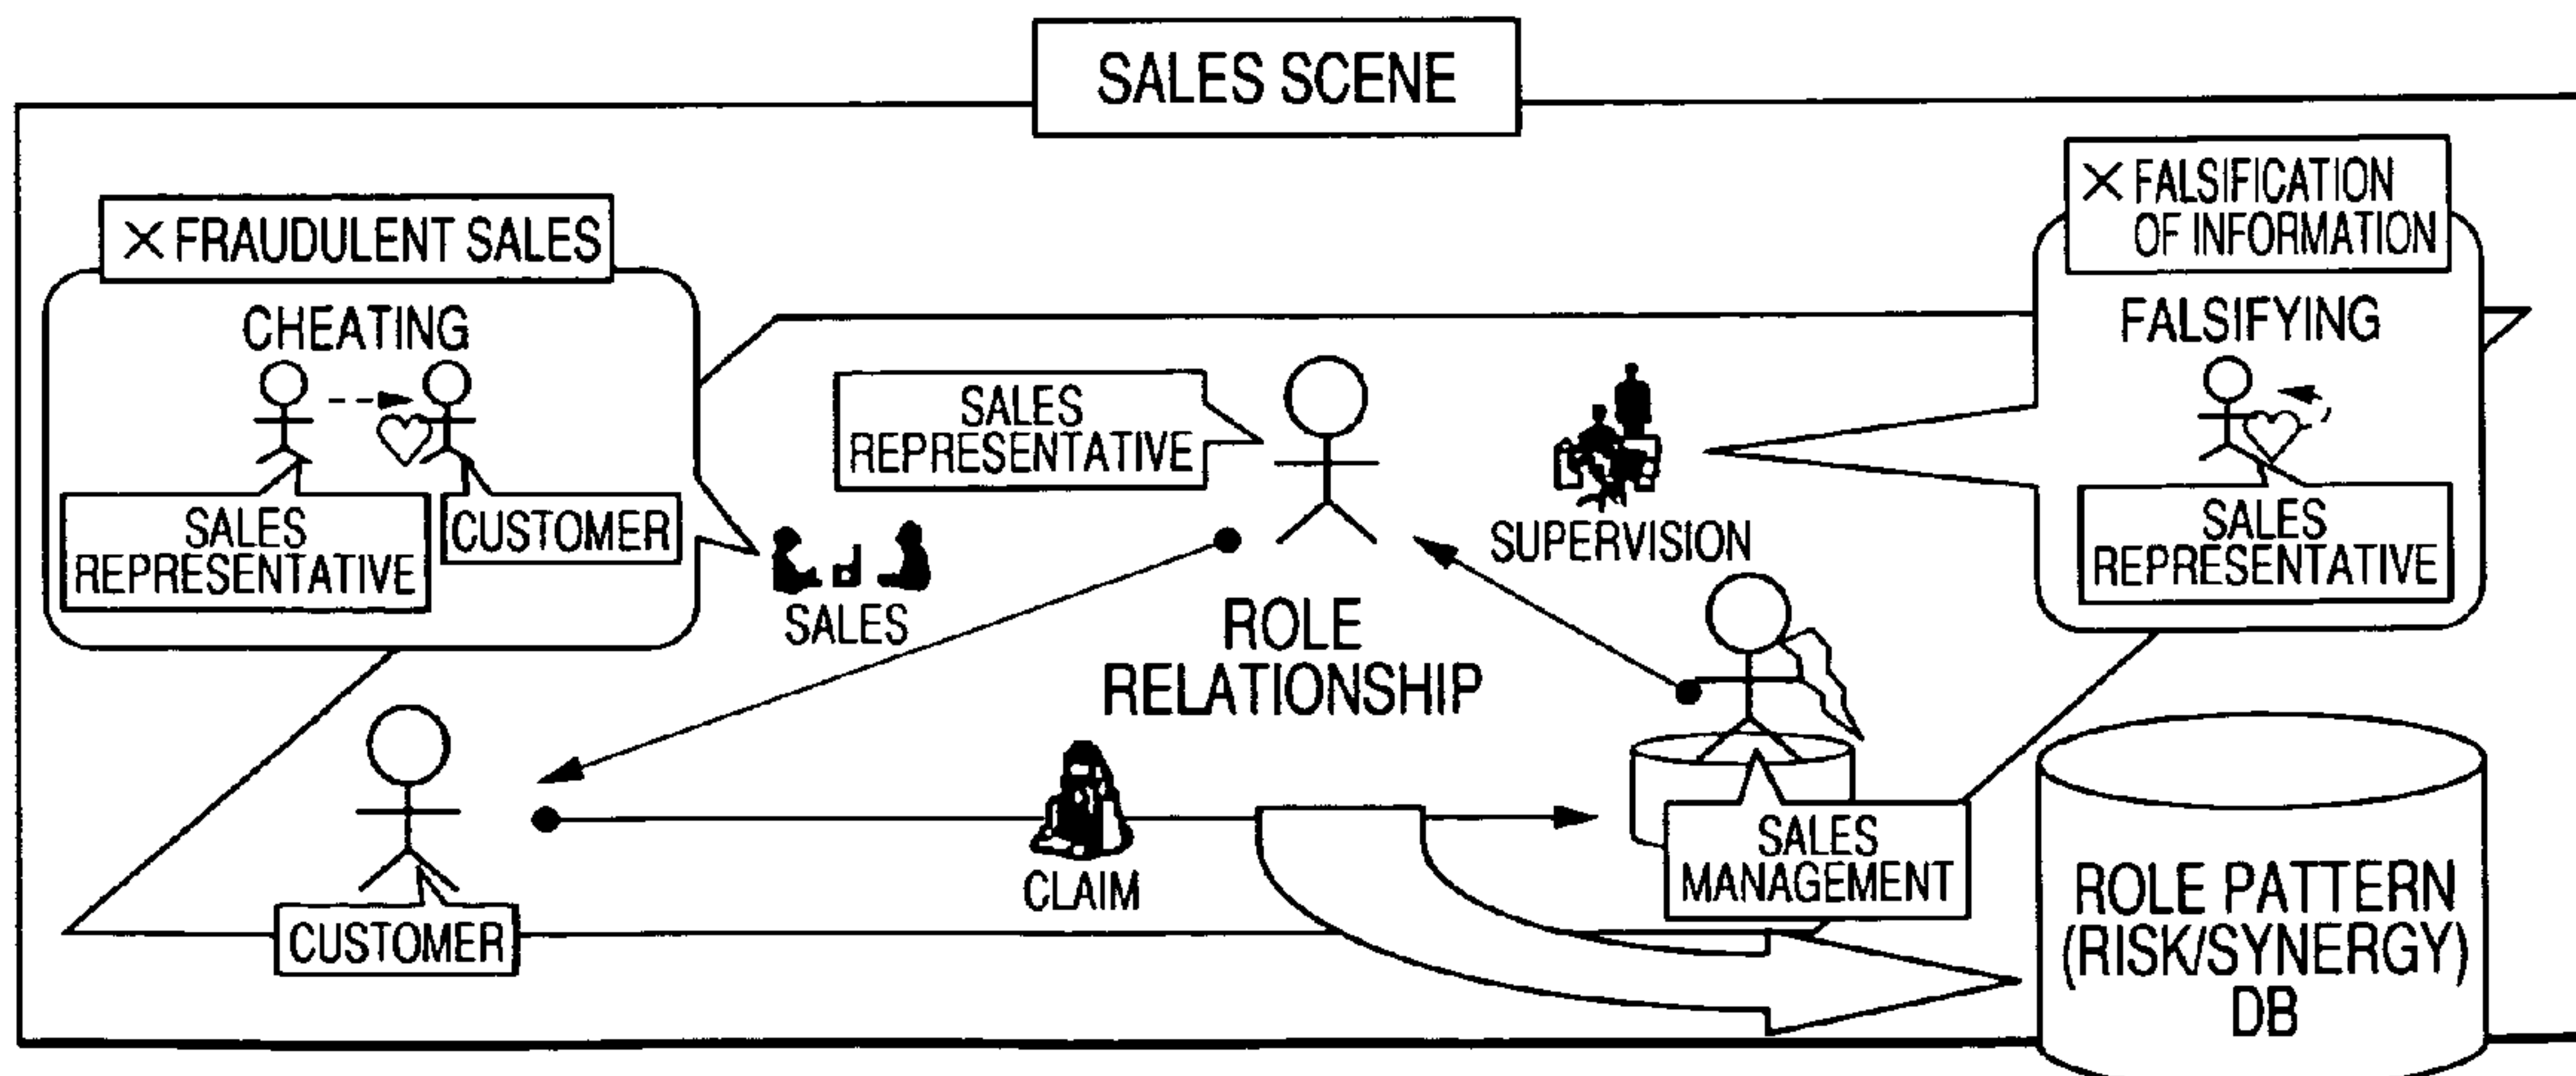 SALES SCENE
× FRAUDULENT SALES
CHEATING
SALES
REPRESENTATIVE
CUSTOMER
SALES
REPRESENTATIVE
SALES
SUPERVISION
× FALSIFICATION
OF INFORMATION
FALSIFYING
SALES
REPRESENTATIVE
ROLE
RELATIONSHIP
CUSTOMER
CLAIM
SALES
MANAGEMENT
ROLE PATTERN
(RISK/SYNERGY)
DB